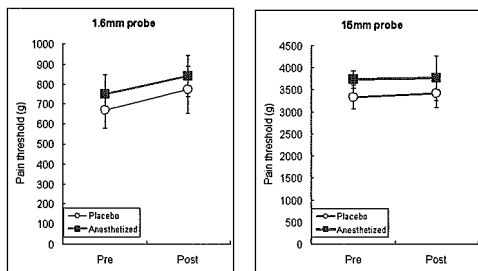 1.6mm probe
Pain threshold (g)
1000
900
800
700
600
500
400
300
200
100
0
Placebo
Anesthetized
Pre Post
16mm probe
Pain threshold (g)
4500
4000
3500
3000
2500
2000
1500
1000
500
0
Placebo
Anesthetized
Pre Post